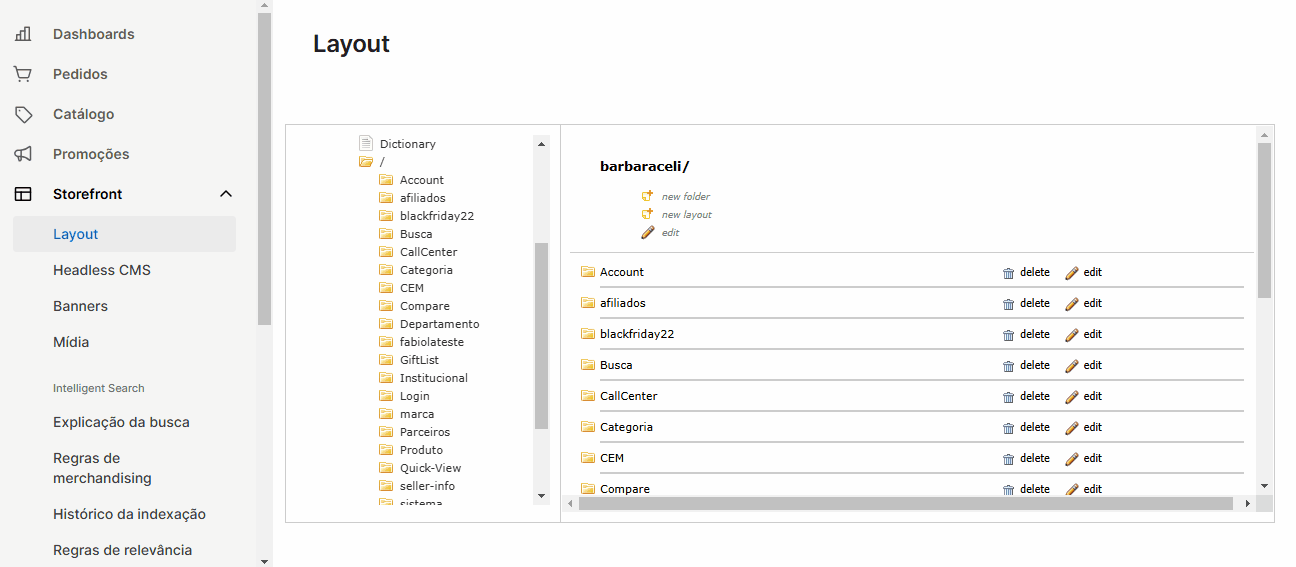 Dashboards
Pedidos
Catálogo
Promoções
Storefront
Layout
Headless CMS
Banners
Mídia
Intelligent Search
Explicação da busca
Regras de
merchandising
Histórico da indexação
Regras de relevância
Layout
Dictionary
/
Account
afiliados
blackfriday22
Busca
CallCenter
Categoria
CEM
Compare
Departamento
fabiolateste
GiftList
Institucional
Login
marca
Parceiros
Produto
Quick-View
seller-info
sistema
barbaraceli/
new folder
new layout
edit
Account delete edit
afiliados delete edit
blackfriday22 delete edit
Busca delete edit
CallCenter delete edit
Categoria delete edit
CEM delete edit
Compare delete edit